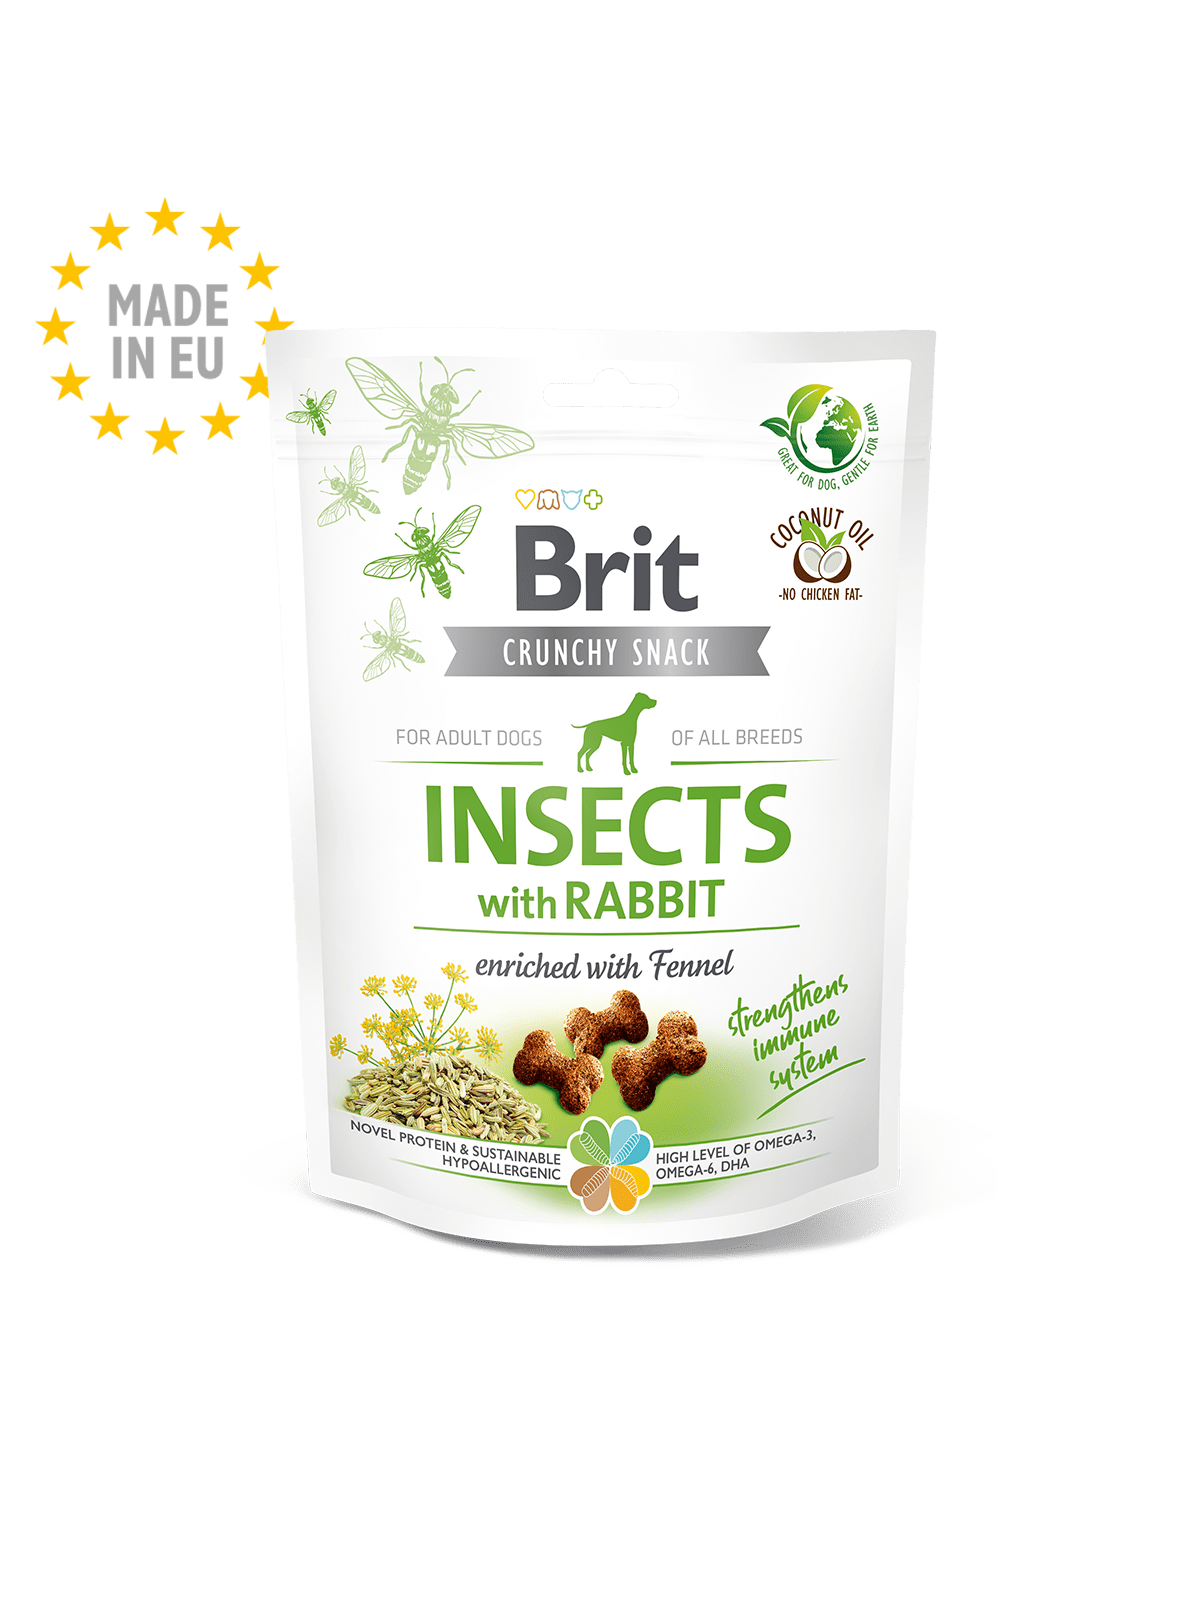 MADE
IN EU
GREAT FOR DOG, GENTLE FOR EARTH
COCONUT OIL
-NO CHICKEN FAT-
Brit
CRUNCHY SNACK
FOR ADULT DOGS
OF ALL BREEDS
INSECTS
with RABBIT
enriched with Fennel
strengthens
immune
system
NOVEL PROTEIN & SUSTAINABLE
HYPOALLERGENIC
HIGH LEVEL OF OMEGA-3,
OMEGA-6, DHA